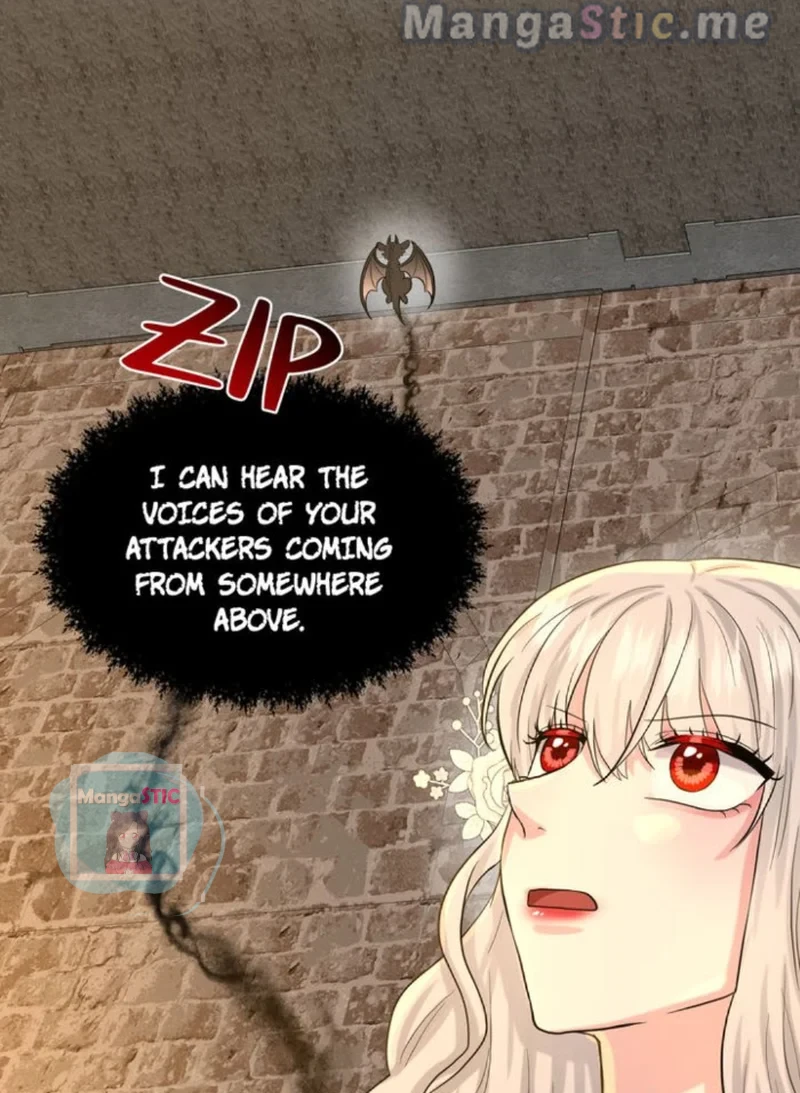 MangaStic.me
ZIP
I CAN HEAR THE
VOICES OF YOUR
ATTACKERS COMING
FROM SOMEWHERE
ABOVE.
MangaSTIC